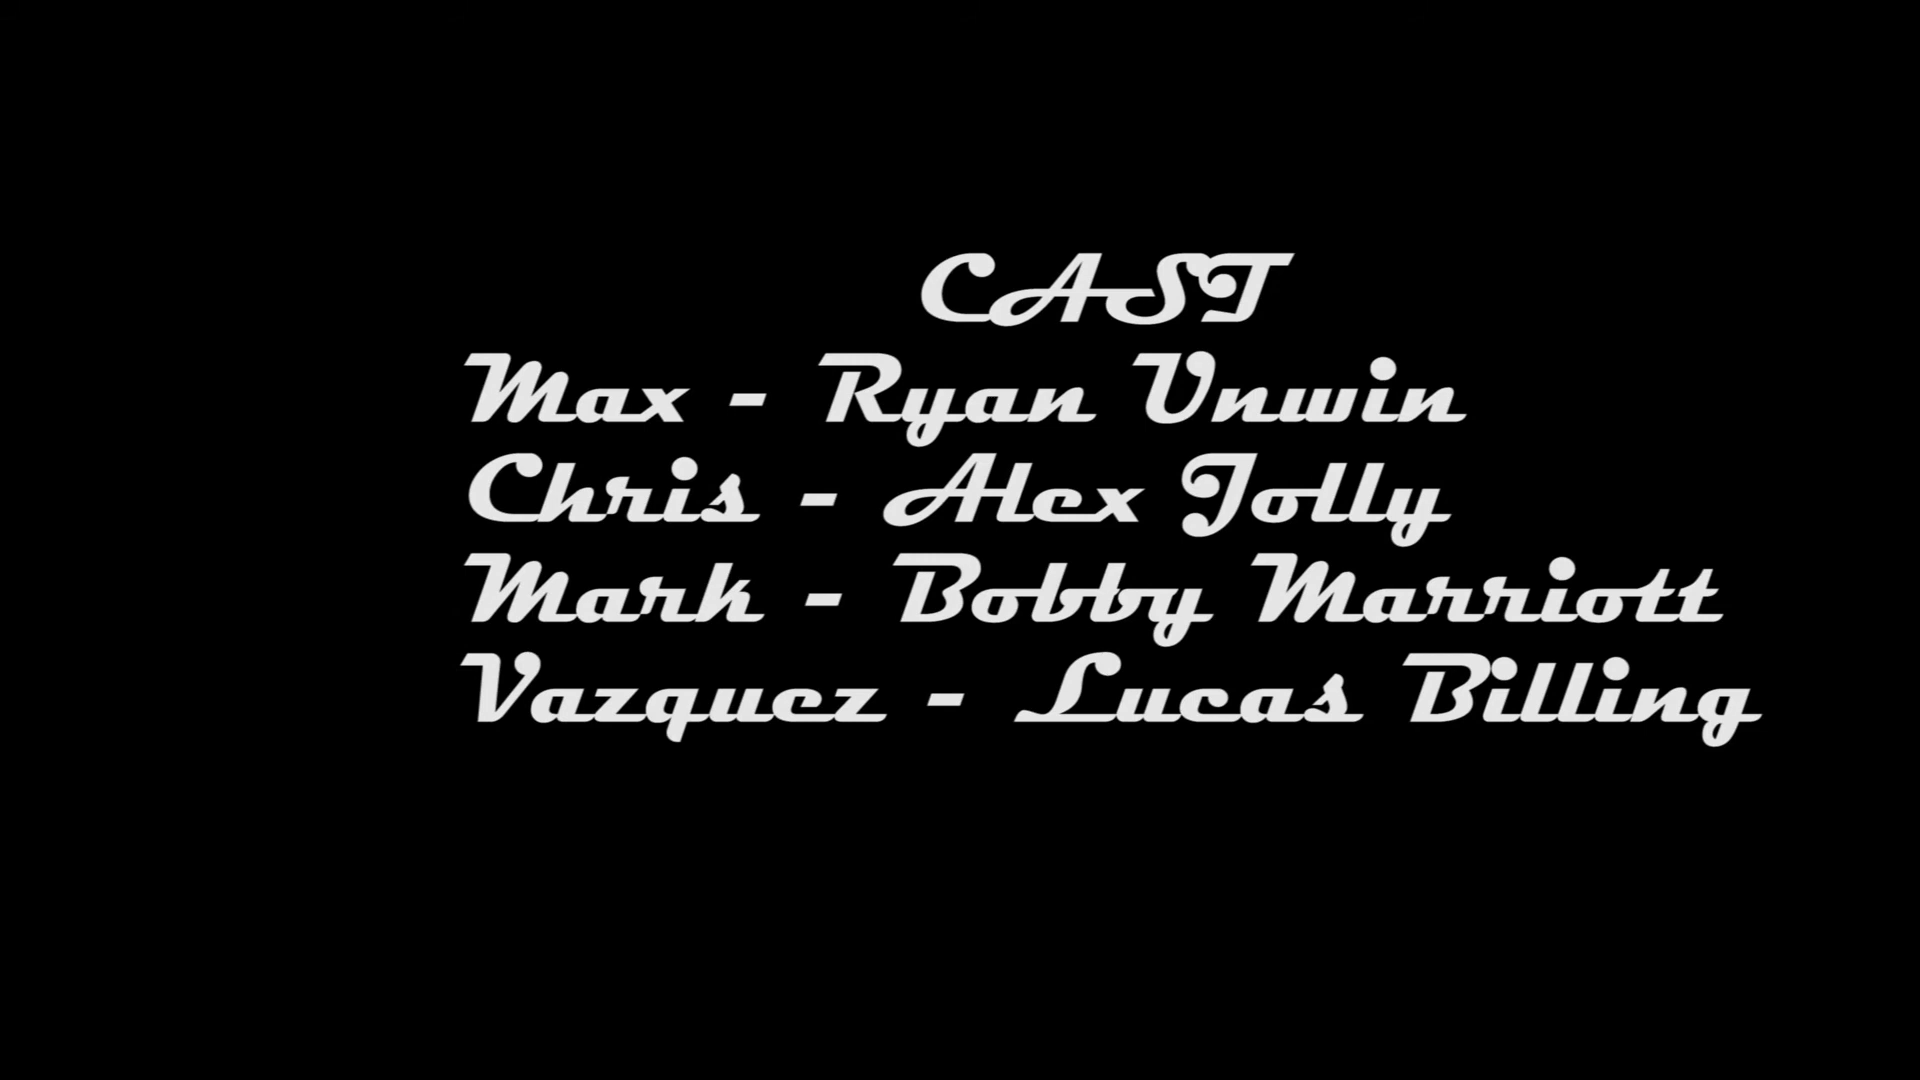 CAST
Max - Ryan Unwin
Chris - Alex Jolly
Mark - Bobby Marriott
Vazquez - Lucas Billing